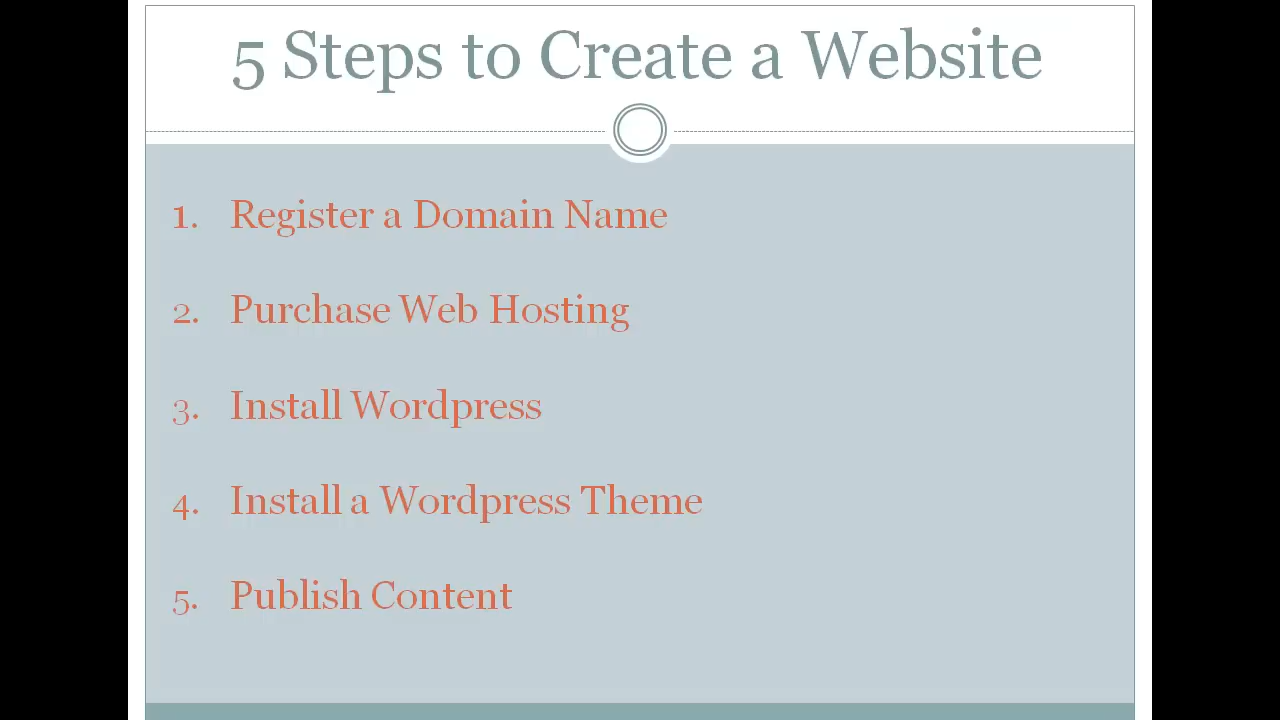 5 Steps to Create a Website
1. Register a Domain Name
2. Purchase Web Hosting
3. Install Wordpress
4. Install a Wordpress Theme
5. Publish Content